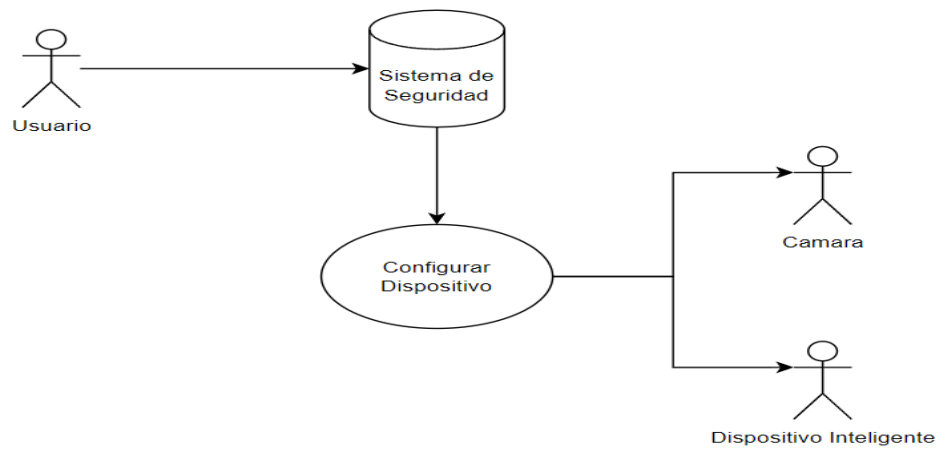 Sistema de
Seguridad
Usuario
Camara
Configurar
Dispositivo
Dispositivo Inteligente